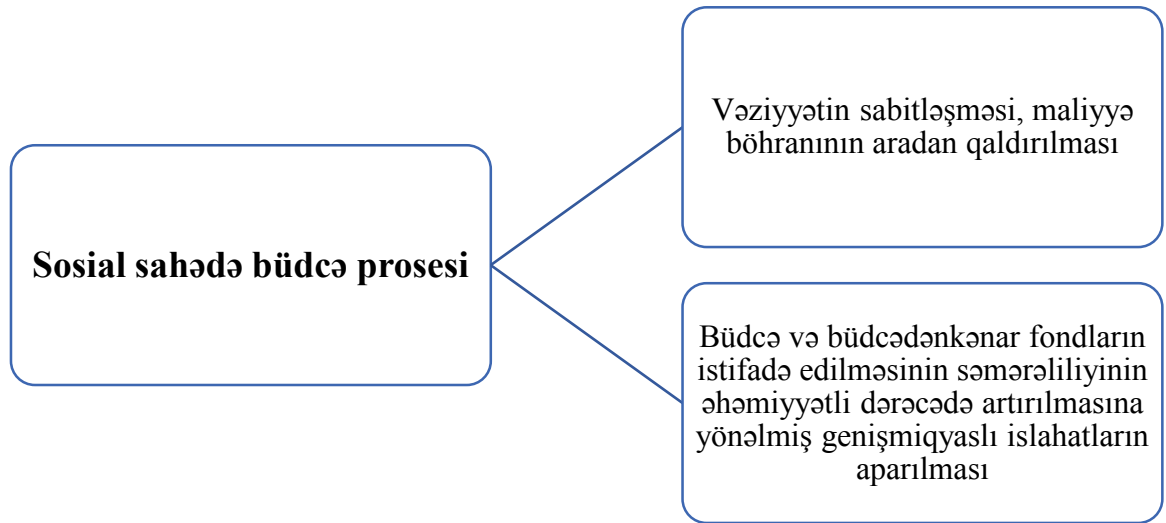 Vəziyyətin sabitləşməsi, maliyyə
böhranının aradan qaldırılması
Sosial sahədə büdcə prosesi
Büdcə və büdcədənkənar fondların
istifadə edilməsinin səmərəliliyinin
əhəmiyyətli dərəcədə artırılmasına
yönəlmiş genişmiqyaslı islahatların
aparılması